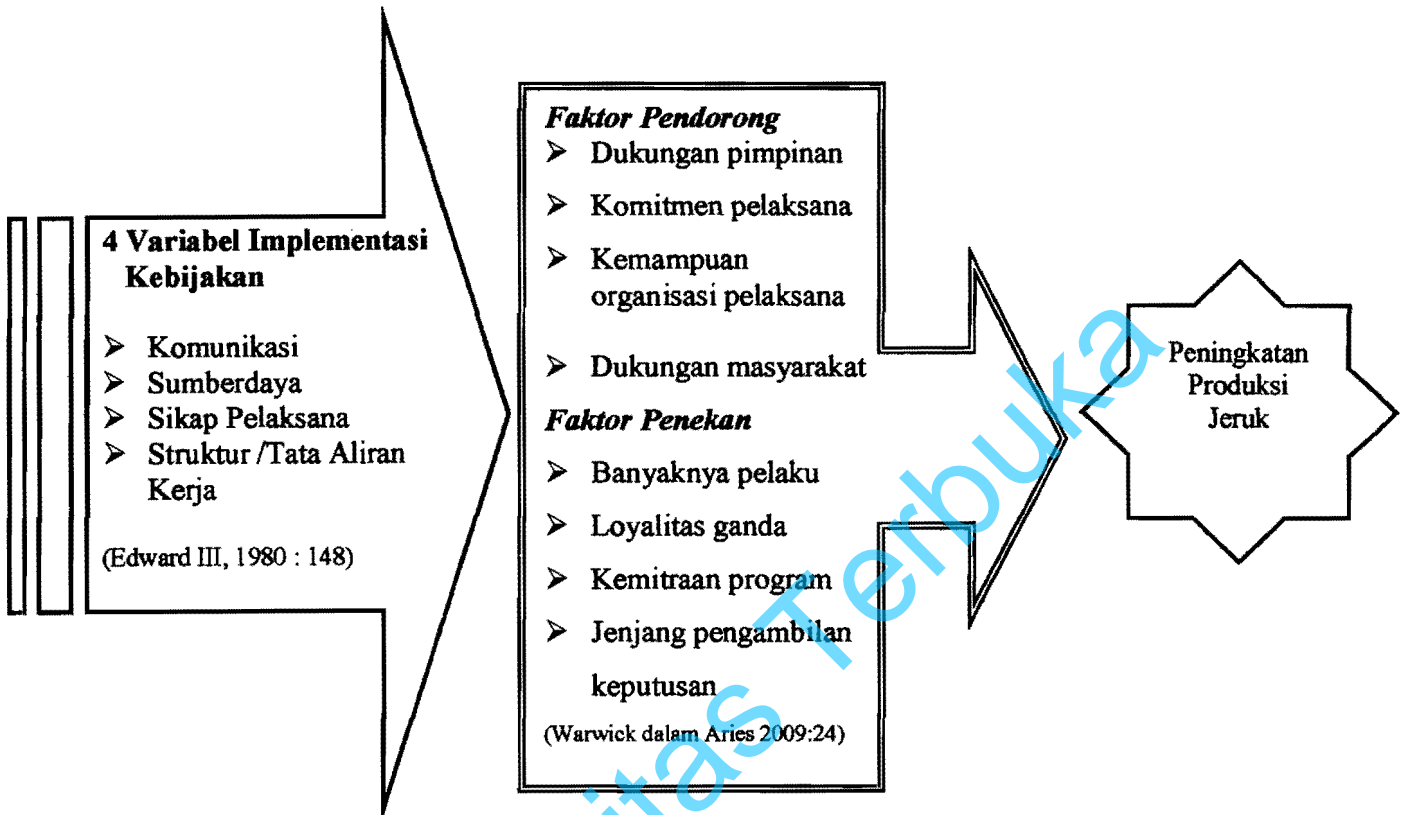 4 Variabel Implementasi
Kebijakan
➢ Komunikasi
➢ Sumberdaya
➢ Sikap Pelaksana
➢ Struktur /Tata Aliran
Kerja
(Edward III, 1980 : 148)
Faktor Pendorong
➢ Dukungan pimpinan
➢ Komitmen pelaksana
➢ Kemampuan
organisasi pelaksana
➢ Dukungan masyarakat
Faktor Penekan
➢ Banyaknya pelaku
➢ Loyalitas ganda
➢ Kemitraan program
➢ Jenjang pengambilan
keputusan
(Warwick dalam Aries 2009:24)
Peningkatan
Produksi
Jeruk
itas Terbuka